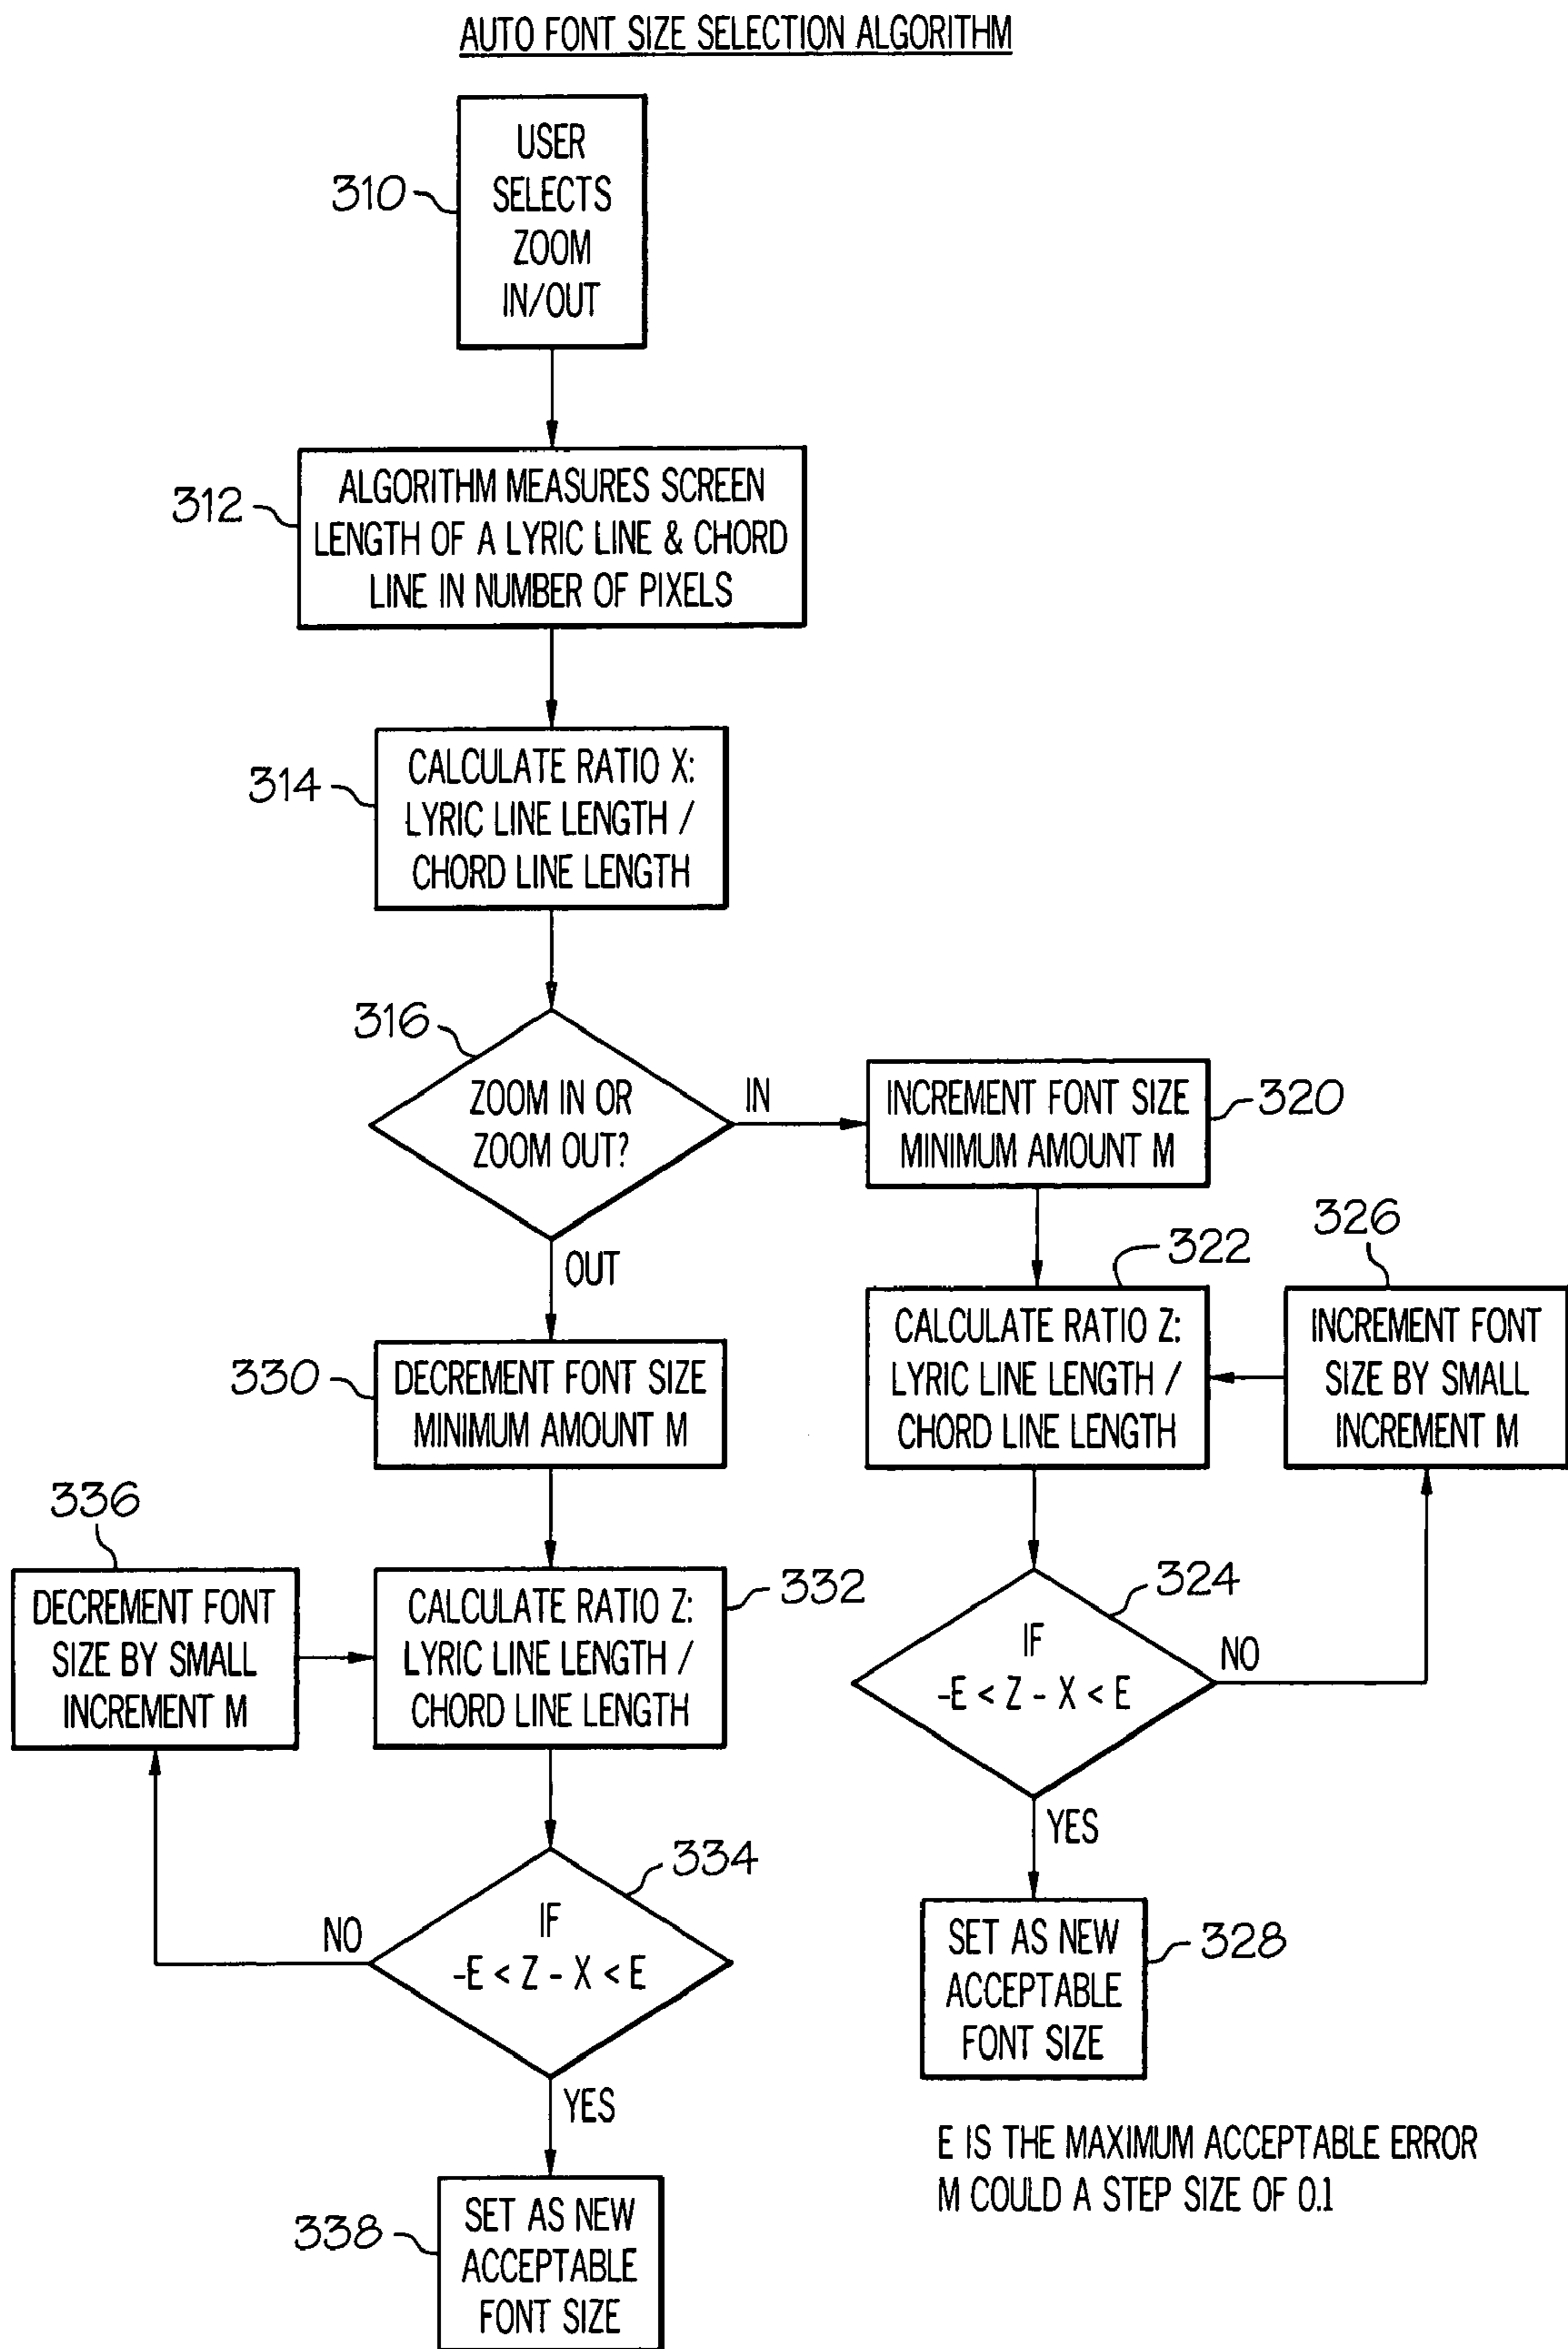 AUTO FONT SIZE SELECTION ALGORITHM
310
USER
SELECTS
ZOOM
IN/OUT
312
ALGORITHM MEASURES SCREEN
LENGTH OF A LYRIC LINE & CHORD
LINE IN NUMBER OF PIXELS
314
CALCULATE RATIO X:
LYRIC LINE LENGTH /
CHORD LINE LENGTH
316
ZOOM IN OR
ZOOM OUT?
IN
OUT
INCREMENT FONT SIZE
MINIMUM AMOUNT M
320
322
CALCULATE RATIO Z:
LYRIC LINE LENGTH /
CHORD LINE LENGTH
326
INCREMENT FONT
SIZE BY SMALL
INCREMENT M
324
IF
-E < Z - X < E
NO
YES
SET AS NEW
ACCEPTABLE
FONT SIZE
328
330
DECREMENT FONT SIZE
MINIMUM AMOUNT M
336
DECREMENT FONT
SIZE BY SMALL
INCREMENT M
CALCULATE RATIO Z:
LYRIC LINE LENGTH /
CHORD LINE LENGTH
332
334
IF
-E < Z - X < E
NO
YES
338
SET AS NEW
ACCEPTABLE
FONT SIZE
E IS THE MAXIMUM ACCEPTABLE ERROR
M COULD A STEP SIZE OF 0.1